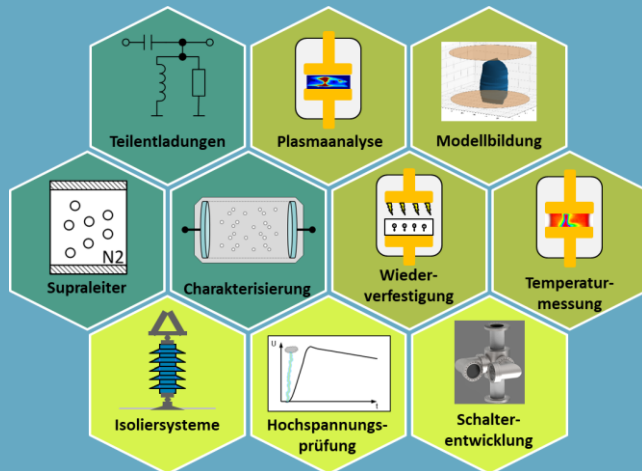 Teilentladungen
Plasmaanalyse
Modellbildung
N2
Supraleiter
Charakterisierung
Wieder-
verfestigung
Temperatur-
messung
Isoliersysteme
U
t
Hochspannungs-
prüfung
Schalter-
entwicklung